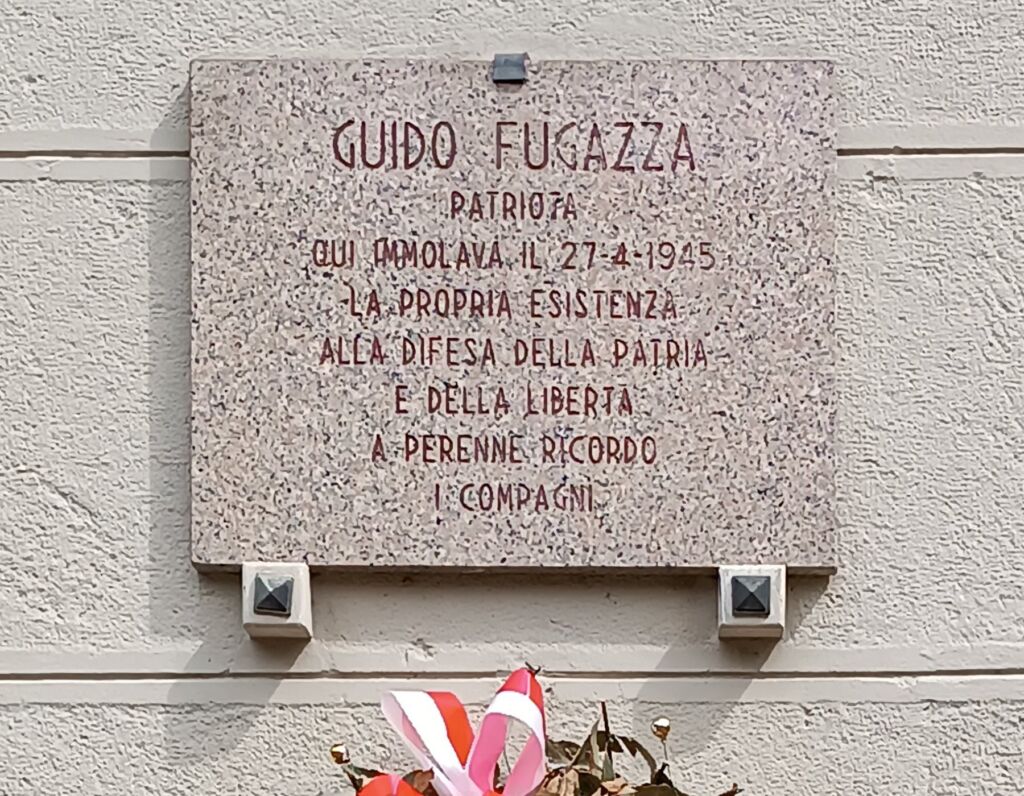 GUIDO FUGAZZA
PATRIOTA
QUI IMMOLAVA IL 27-4-1945
LA PROPRIA ESISTENZA
ALLA DIFESA DELLA PATRIA
E DELLA LIBERTÀ
A PERENNE RICORDO
I COMPAGNI